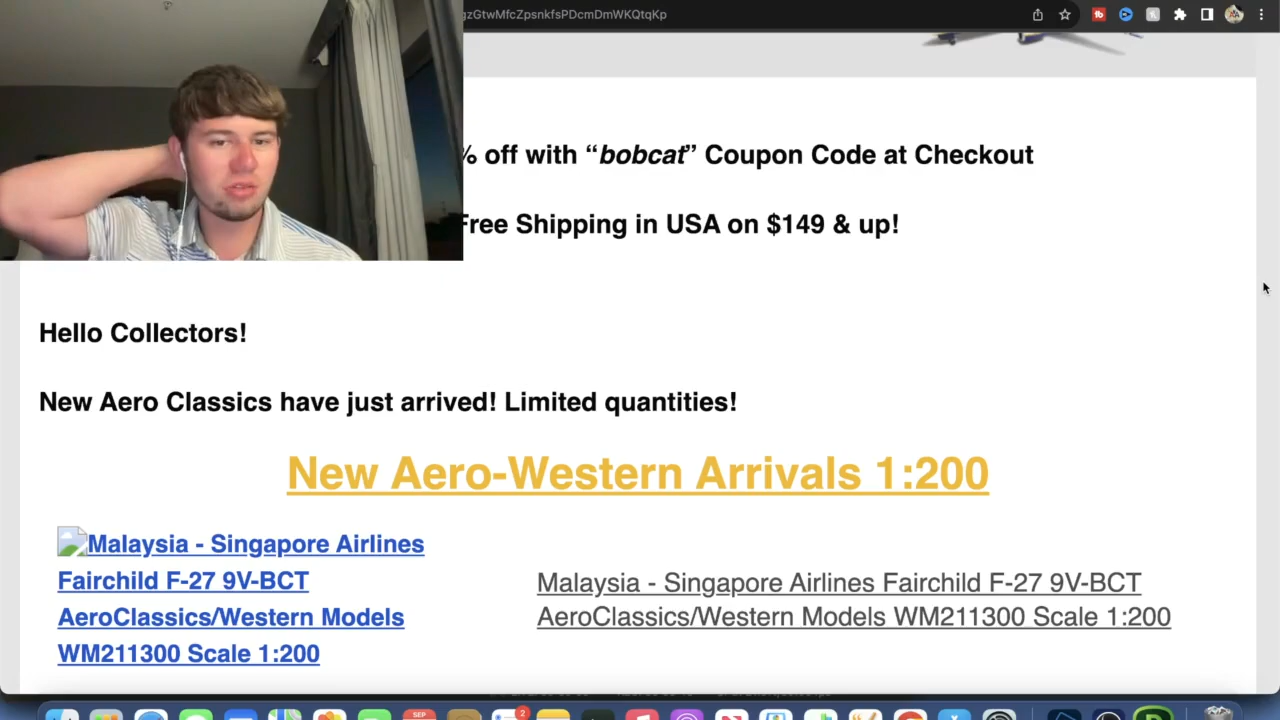 gzGtwMfcZpsnkfsPDcmDmWKQtqKp
% off with “bobcat” Coupon Code at Checkout
Free Shipping in USA on $149 & up!
Hello Collectors!
New Aero Classics have just arrived! Limited quantities!
New Aero-Western Arrivals 1:200
Malaysia - Singapore Airlines
Fairchild F-27 9V-BCT
AeroClassics/Western Models
WM211300 Scale 1:200
Malaysia - Singapore Airlines Fairchild F-27 9V-BCT
AeroClassics/Western Models WM211300 Scale 1:200
SEP
2